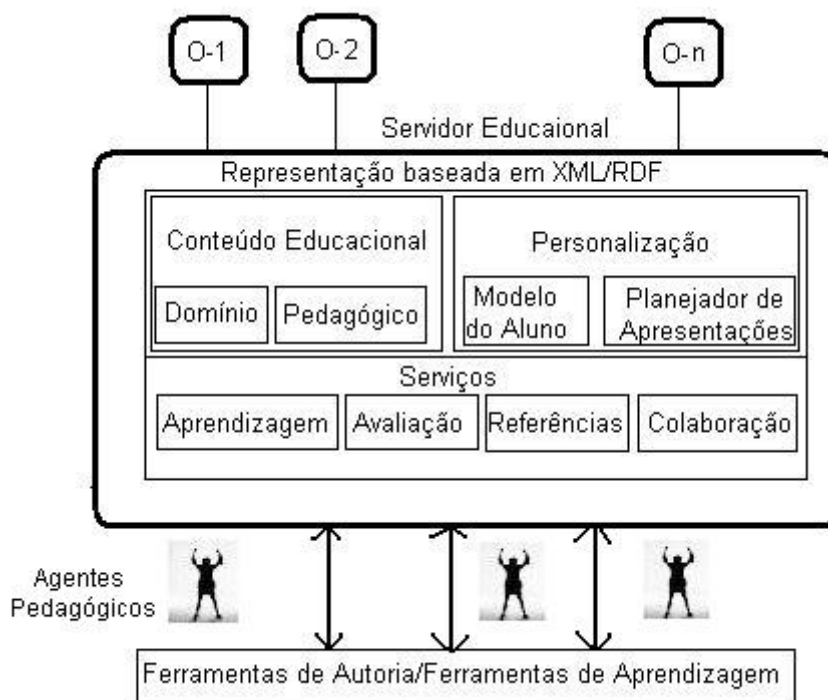 O-1
O-2
O-n
Servidor Educaional
Representação baseada em XML/RDF
Conteúdo Educacional
Domínio
Pedagógico
Personalização
Modelo
do Aluno
Planejador de
Apresentações
Serviços
Aprendizagem
Avaliação
Referências
Colaboração
Agentes
Pedagógicos
Ferramentas de Autoria/Ferramentas de Aprendizagem